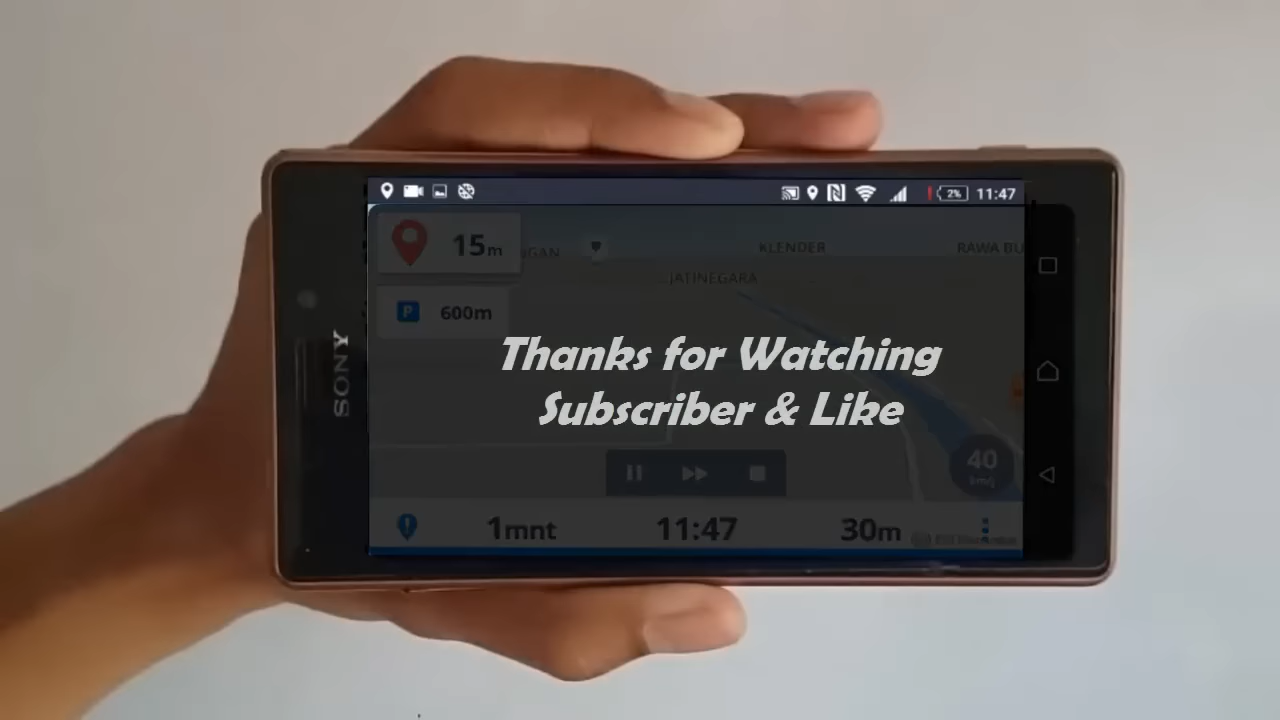 2% 11:47
15m
GAN
KLENDER
RAWA BU
JATINEGARA
P 600m
SONY
Thanks for Watching
Subscriber & Like
40
km/j
1mnt 11:47 30m